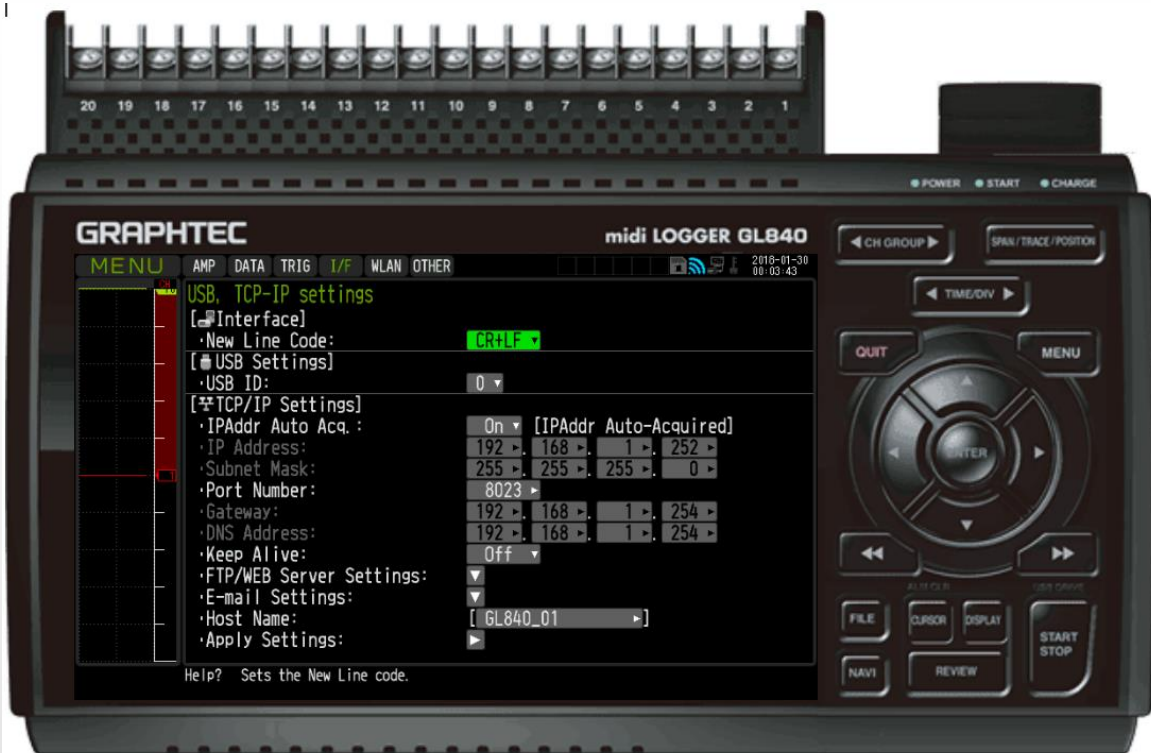 I
20 19 18 17 16 15 14 13 12 11 10 9 8 7 6 5 4 3 2 1
POWER START CHARGE
GRAPHTEC midi LOGGER GL840
CH GROUP SPAN / TRACE / POSITION
MENU AMP DATA TRIG I/F WLAN OTHER 2018-01-30
00:03:43
TIME/DIV
USB, TCP-IP settings
[Interface]
·New Line Code: CR+LF
[USB Settings]
·USB ID: 0
[TCP/IP Settings]
·IPAddr Auto Acq.: On [IPAddr Auto-Acquired]
·IP Address: 192 . 168 . 1 . 252
·Subnet Mask: 255 . 255 . 255 . 0
·Port Number: 8023
·Gateway: 192 . 168 . 1 . 254
·DNS Address: 192 . 168 . 1 . 254
·Keep Alive: Off
·FTP/WEB Server Settings:
·E-mail Settings:
·Host Name: [ GL840_01 ]
·Apply Settings:
Help? Sets the New Line code.
QUIT MENU
ENTER
ALM CLR USB DRIVE
FILE CURSOR DISPLAY START
STOP
NAVI REVIEW